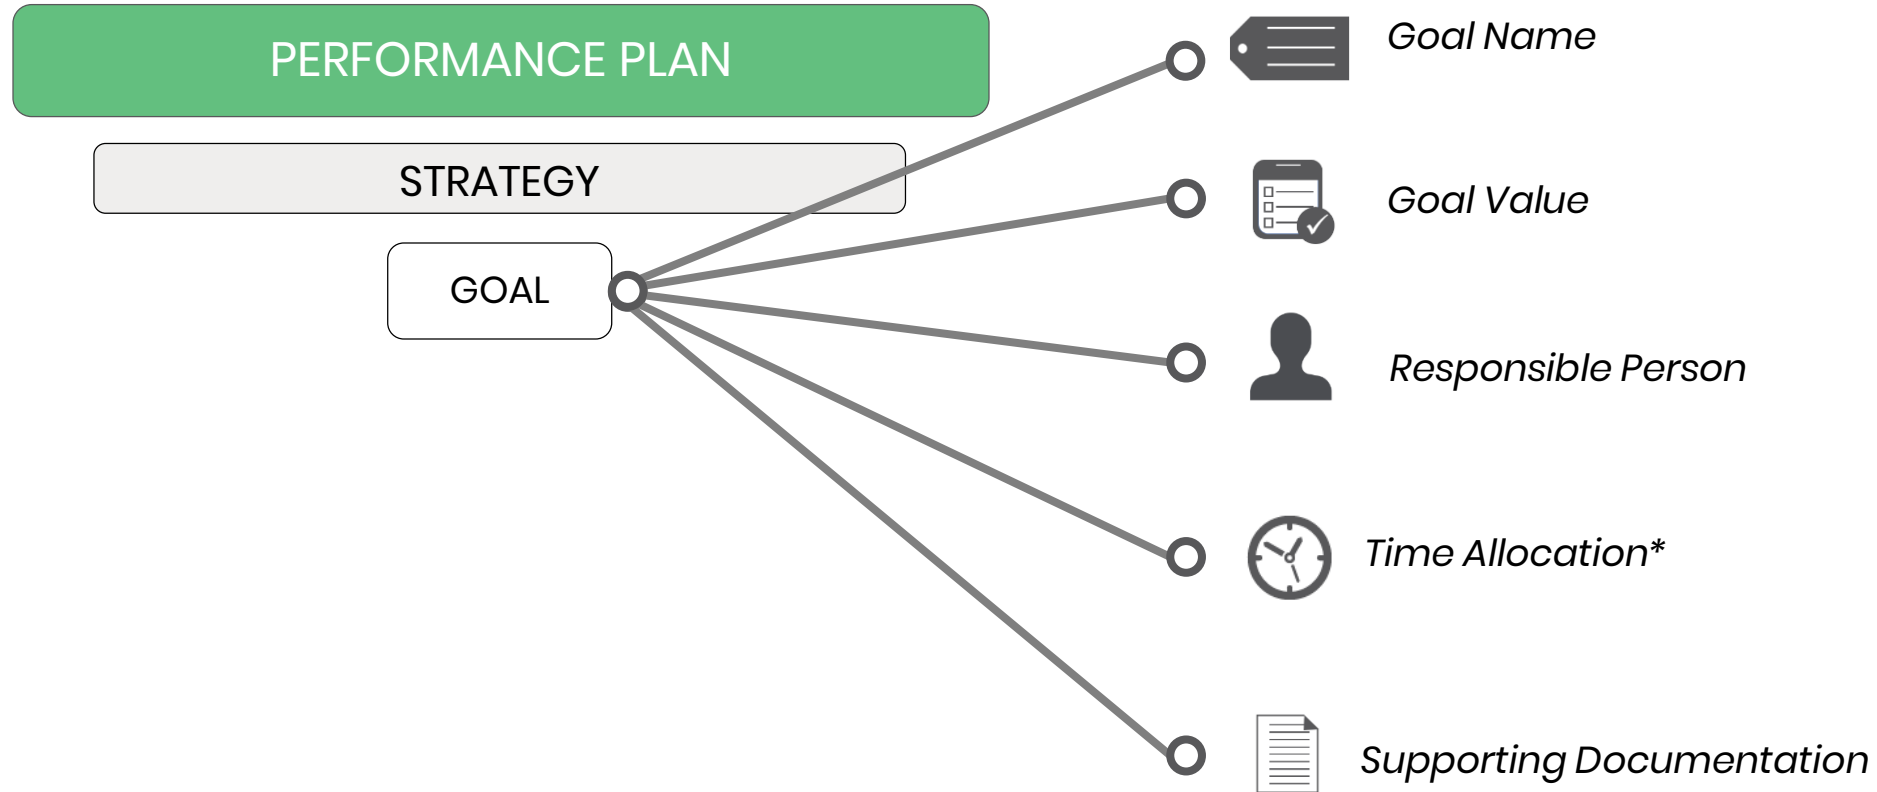 PERFORMANCE PLAN
STRATEGY
GOAL
Goal Name
Goal Value
Responsible Person
Time Allocation*
Supporting Documentation